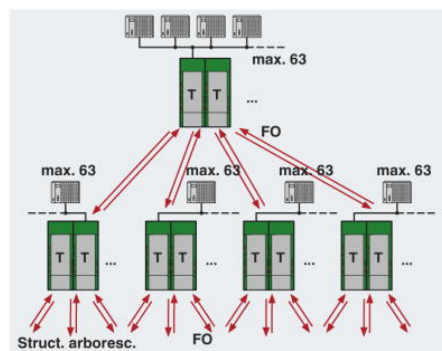 max. 63
T T ...
FO
max. 63 max. 63 max. 63 max. 63
T T ... T T ... T T ... T T ...
Struct. arboresc. FO